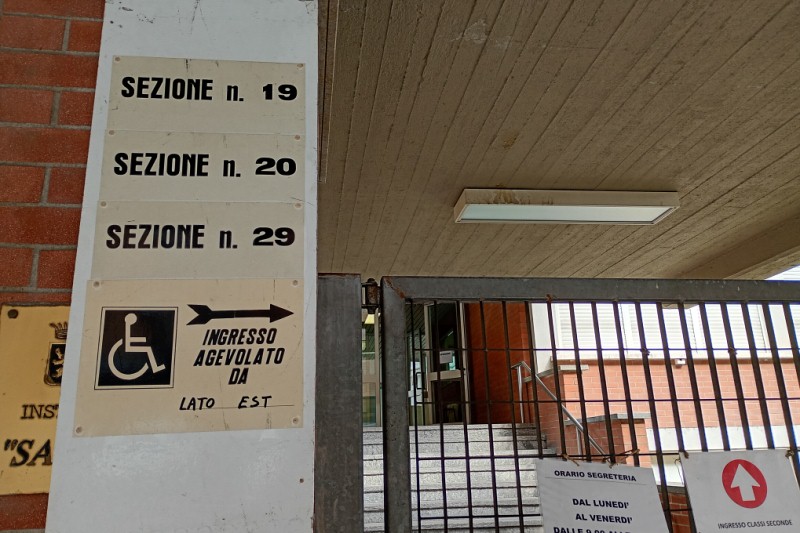 SEZIONE n. 19
SEZIONE n. 20
SEZIONE n. 29
INGRESSO
AGEVOLATO
DA
LATO EST
ORARIO SEGRETERIA
DAL LUNEDI'
AL VENERDI'
INGRESSO CLASSI SECONDE